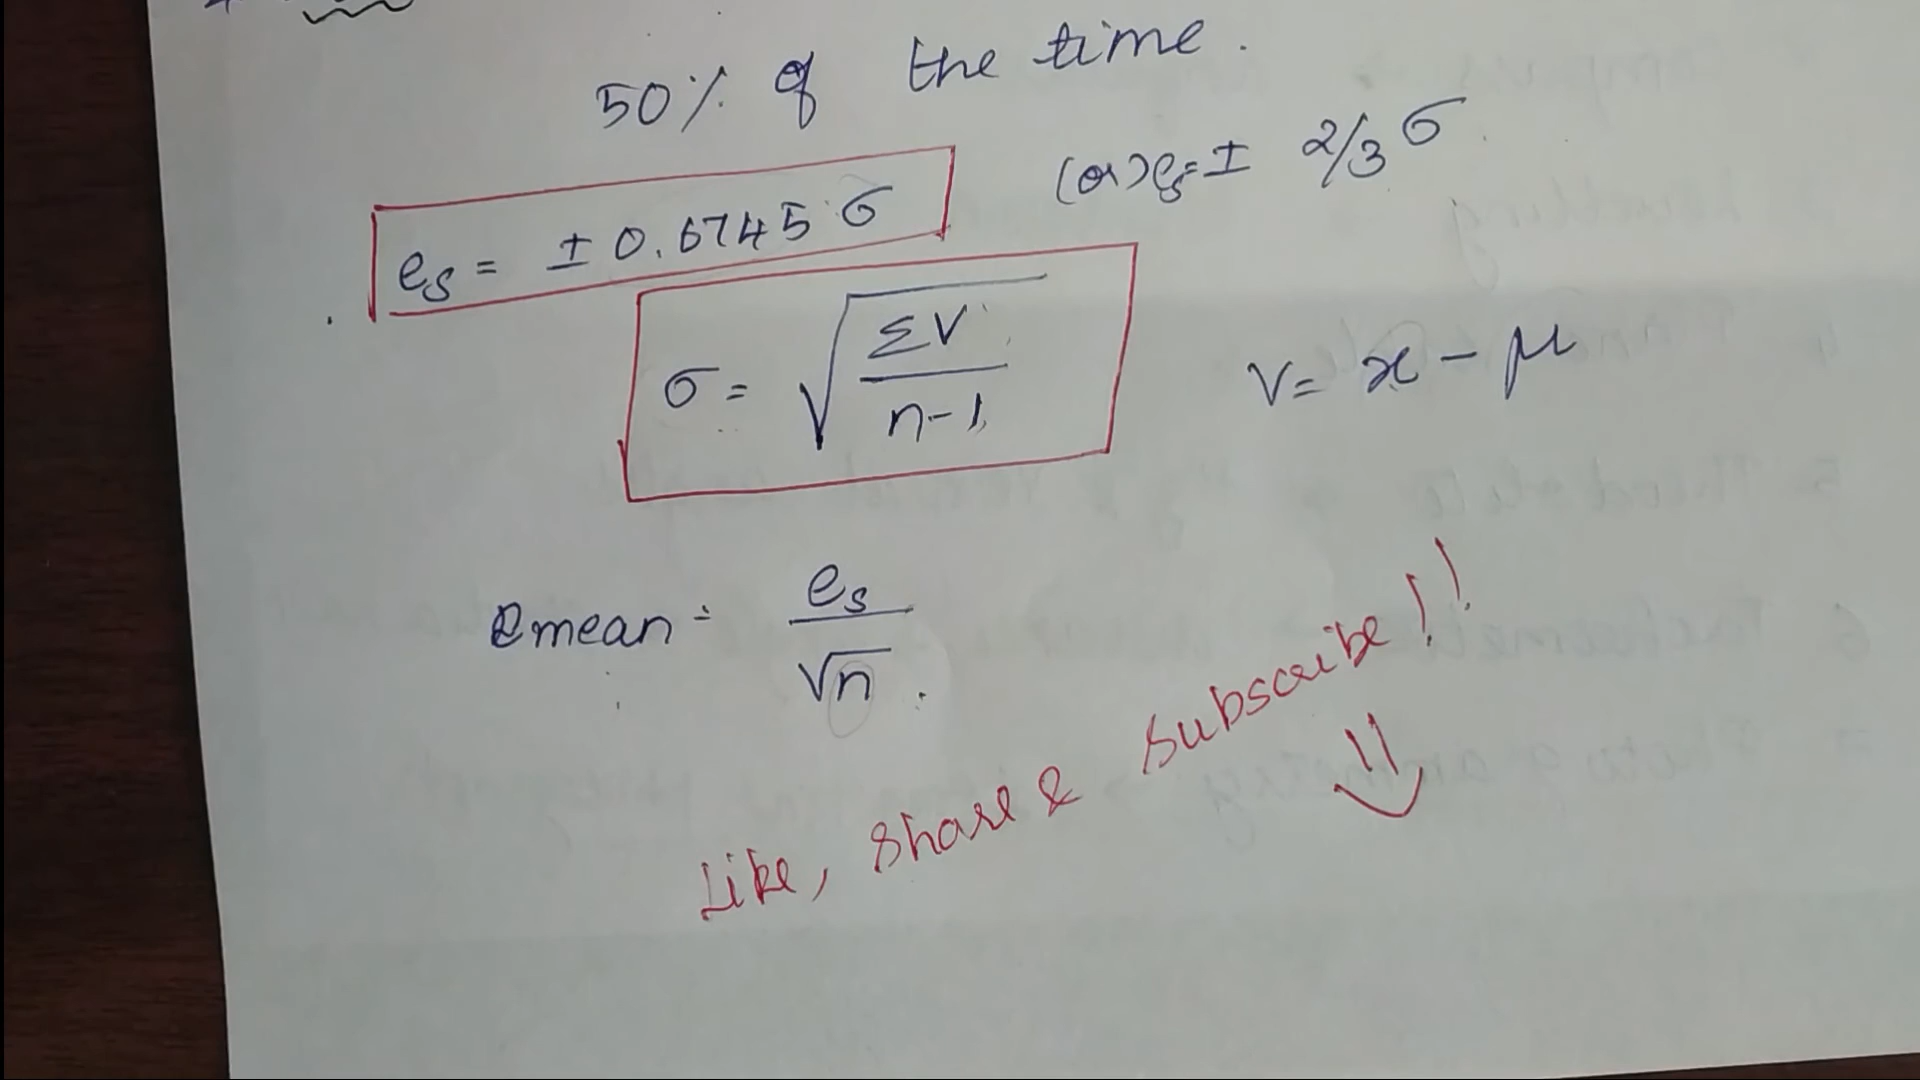 50% of the time.
es = ±0.6745 σ (or) es = ± 2/3 σ
σ = √(ΣV / n-1) V = x - μ
emean = es / √n.
Like, Share & Subscribe!!